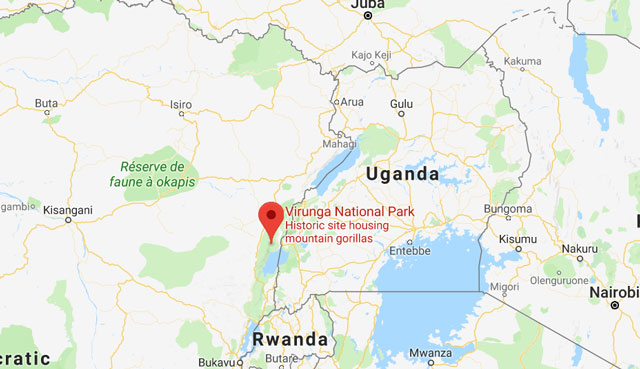 Juba
Kajo Keji
Kakuma
Buta
Isiro
Arua
Gulu
Mahagi
Réserve de
faune à okapis
Uganda
Kisangani
Virunga National Park
Historic site housing
mountain gorillas
Bungoma
Entebbe
Kisumu
Nakuru
Olenguruone
Migori
Nairobi
Rwanda
cratic
Bukavu
Butare
Mwanza